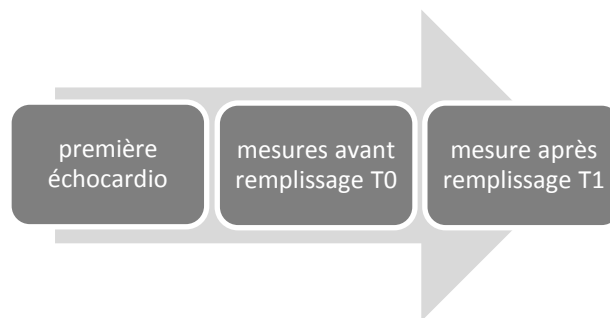 première
échocardio
mesures avant
remplissage T0
mesure après
remplissage T1